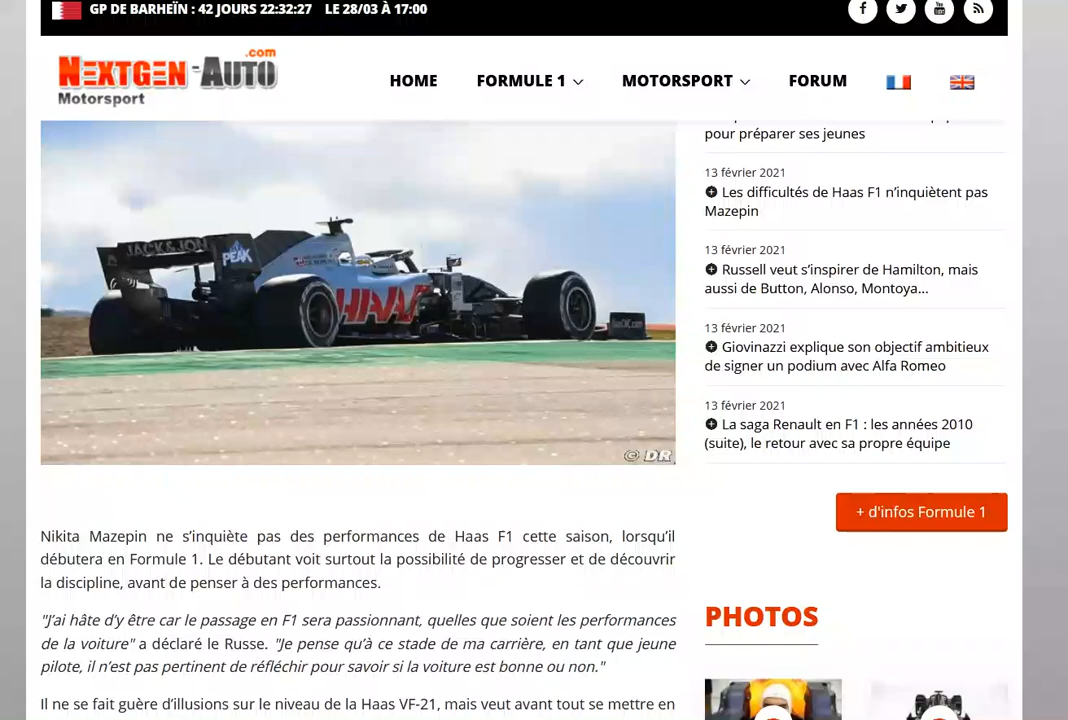 GP DE BARHEÏN : 42 JOURS 22:32:27 LE 28/03 À 17:00
.com
NEXTGEN-AUTO
Motorsport
HOME FORMULE 1 MOTORSPORT FORUM
JACK&JONES
PEAK
HAAS
© DR
Nikita Mazepin ne s’inquiète pas des performances de Haas F1 cette saison, lorsqu’il
débutera en Formule 1. Le débutant voit surtout la possibilité de progresser et de découvrir
la discipline, avant de penser à des performances.
"J’ai hâte d’y être car le passage en F1 sera passionnant, quelles que soient les performances
de la voiture" a déclaré le Russe. "Je pense qu’à ce stade de ma carrière, en tant que jeune
pilote, il n’est pas pertinent de réfléchir pour savoir si la voiture est bonne ou non."
Il ne se fait guère d’illusions sur le niveau de la Haas VF-21, mais veut avant tout se mettre en
pour préparer ses jeunes
13 février 2021
Les difficultés de Haas F1 n’inquiètent pas
Mazepin
13 février 2021
Russell veut s’inspirer de Hamilton, mais
aussi de Button, Alonso, Montoya...
13 février 2021
Giovinazzi explique son objectif ambitieux
de signer un podium avec Alfa Romeo
13 février 2021
La saga Renault en F1 : les années 2010
(suite), le retour avec sa propre équipe
+ d'infos Formule 1
PHOTOS